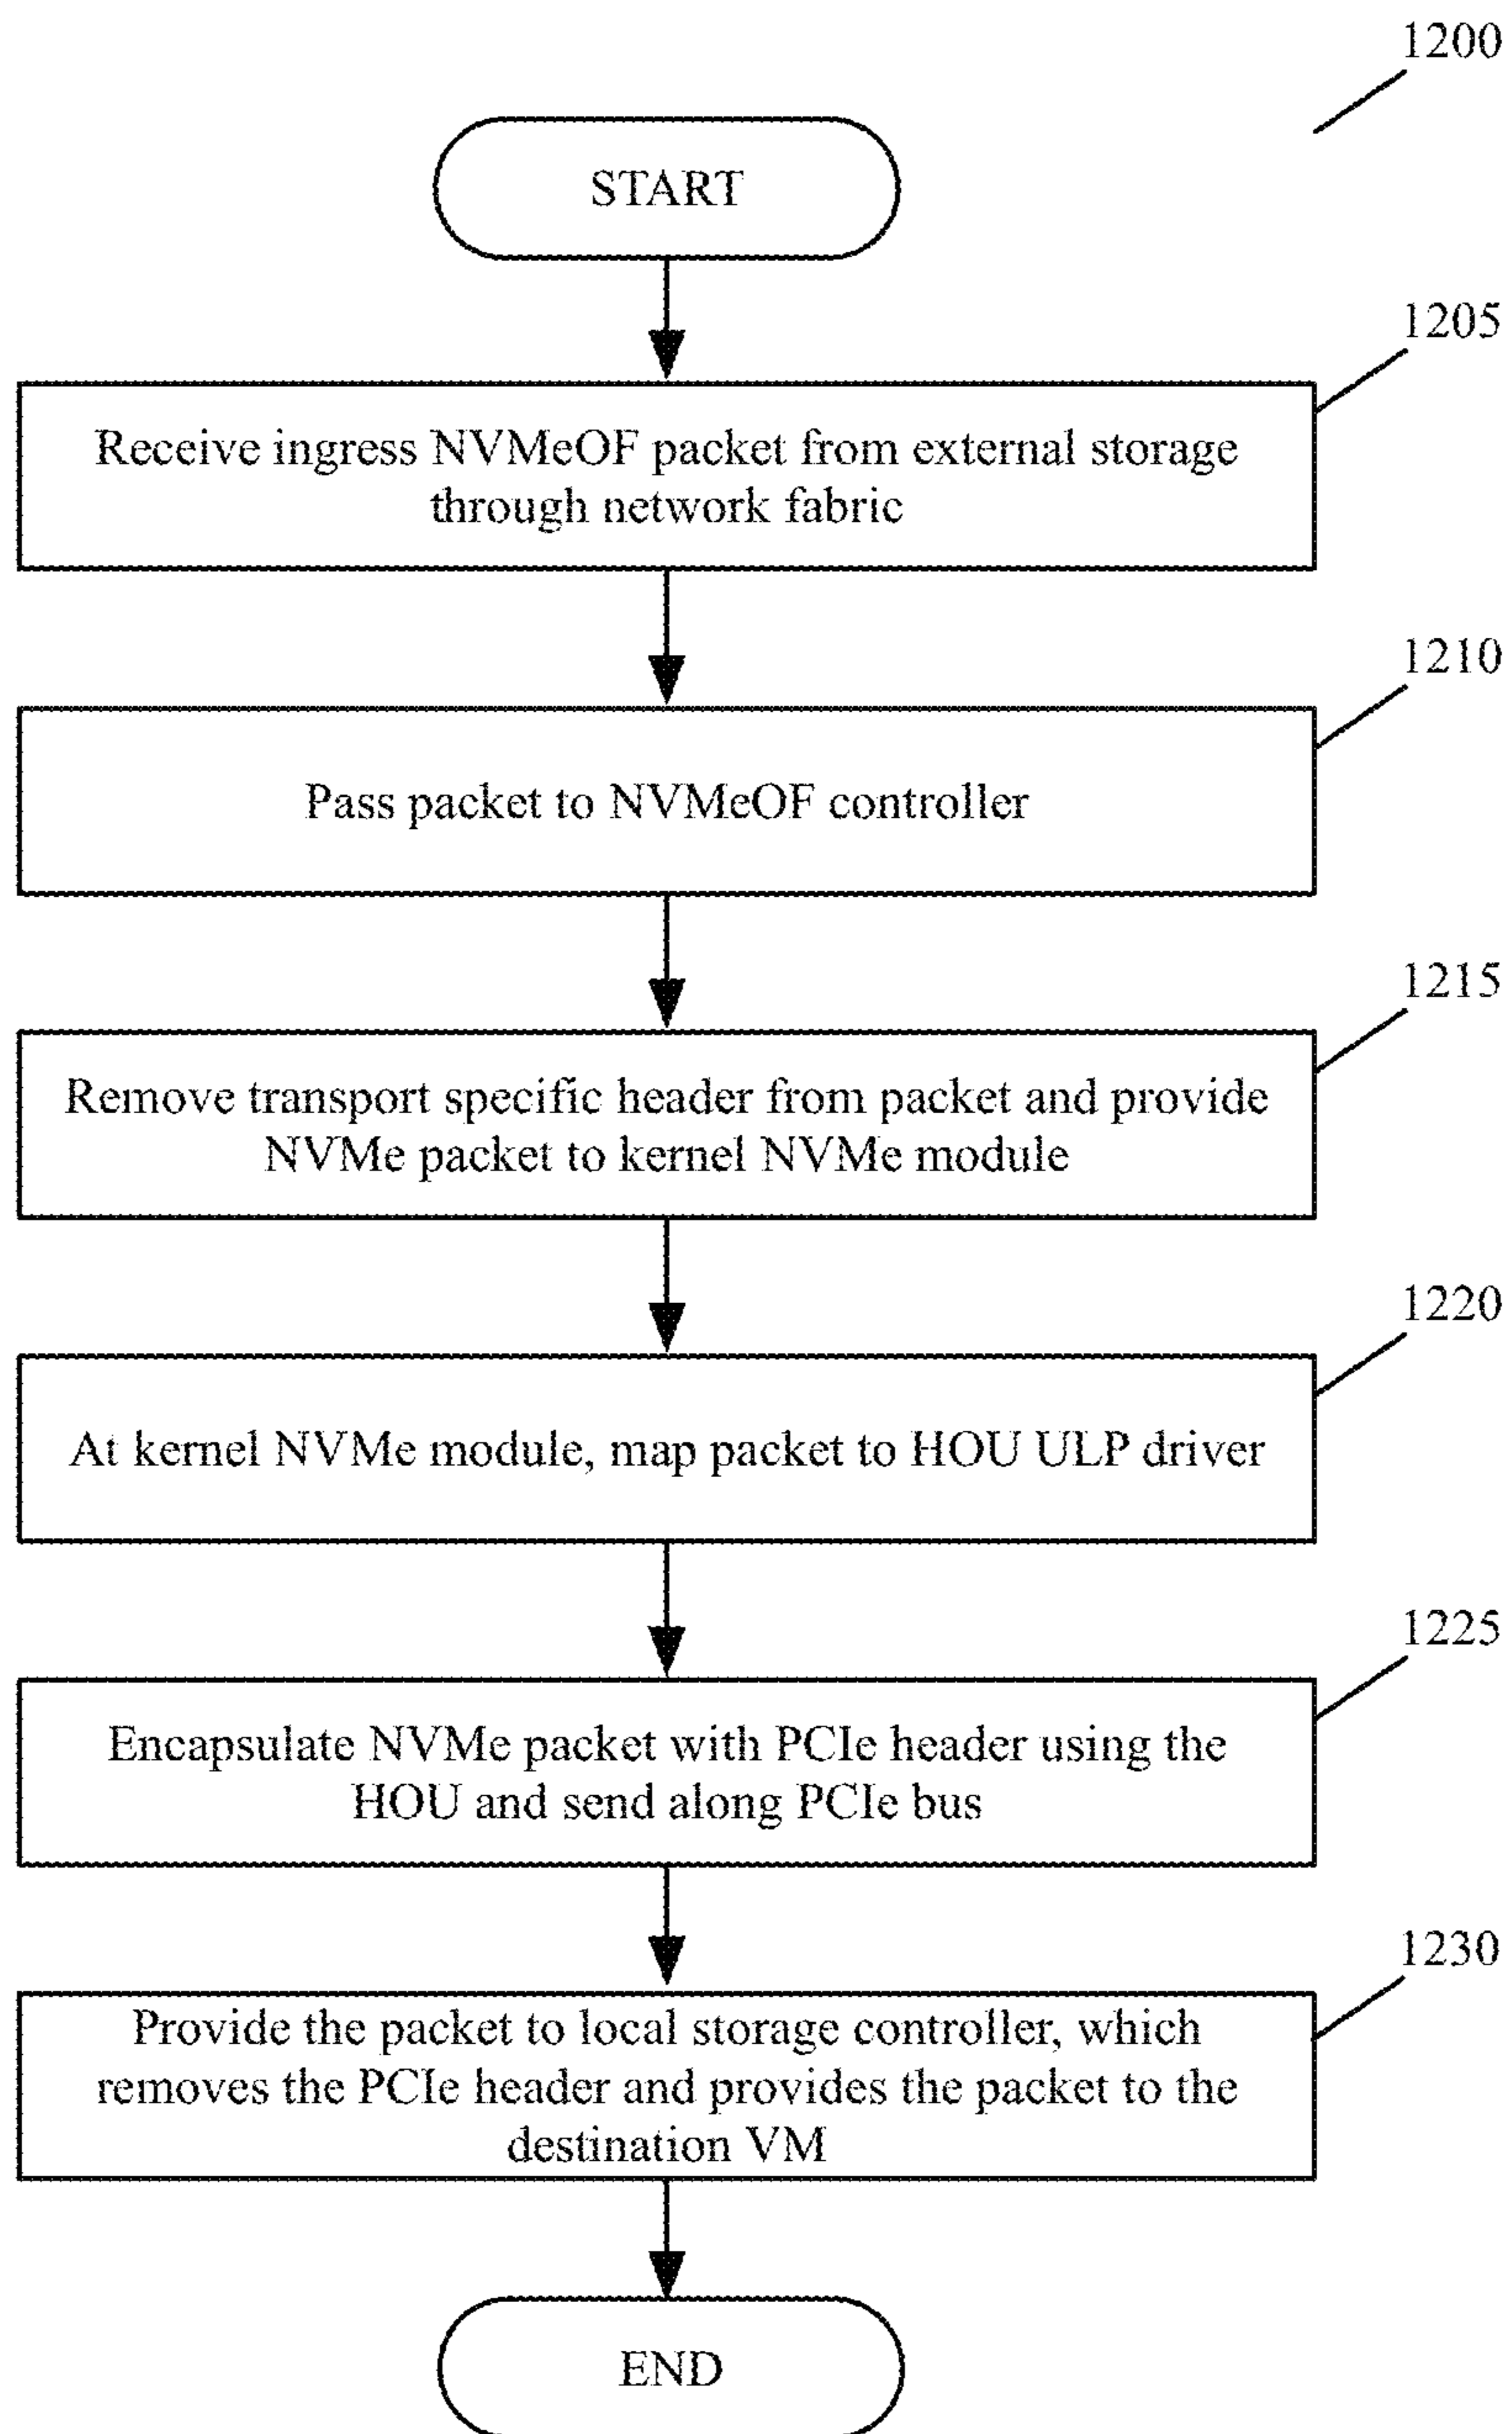 1200
START
1205
Receive ingress NVMeOF packet from external storage
through network fabric
1210
Pass packet to NVMeOF controller
1215
Remove transport specific header from packet and provide
NVMe packet to kernel NVMe module
1220
At kernel NVMe module, map packet to HOU ULP driver
1225
Encapsulate NVMe packet with PCIe header using the
HOU and send along PCIe bus
1230
Provide the packet to local storage controller, which
removes the PCIe header and provides the packet to the
destination VM
END